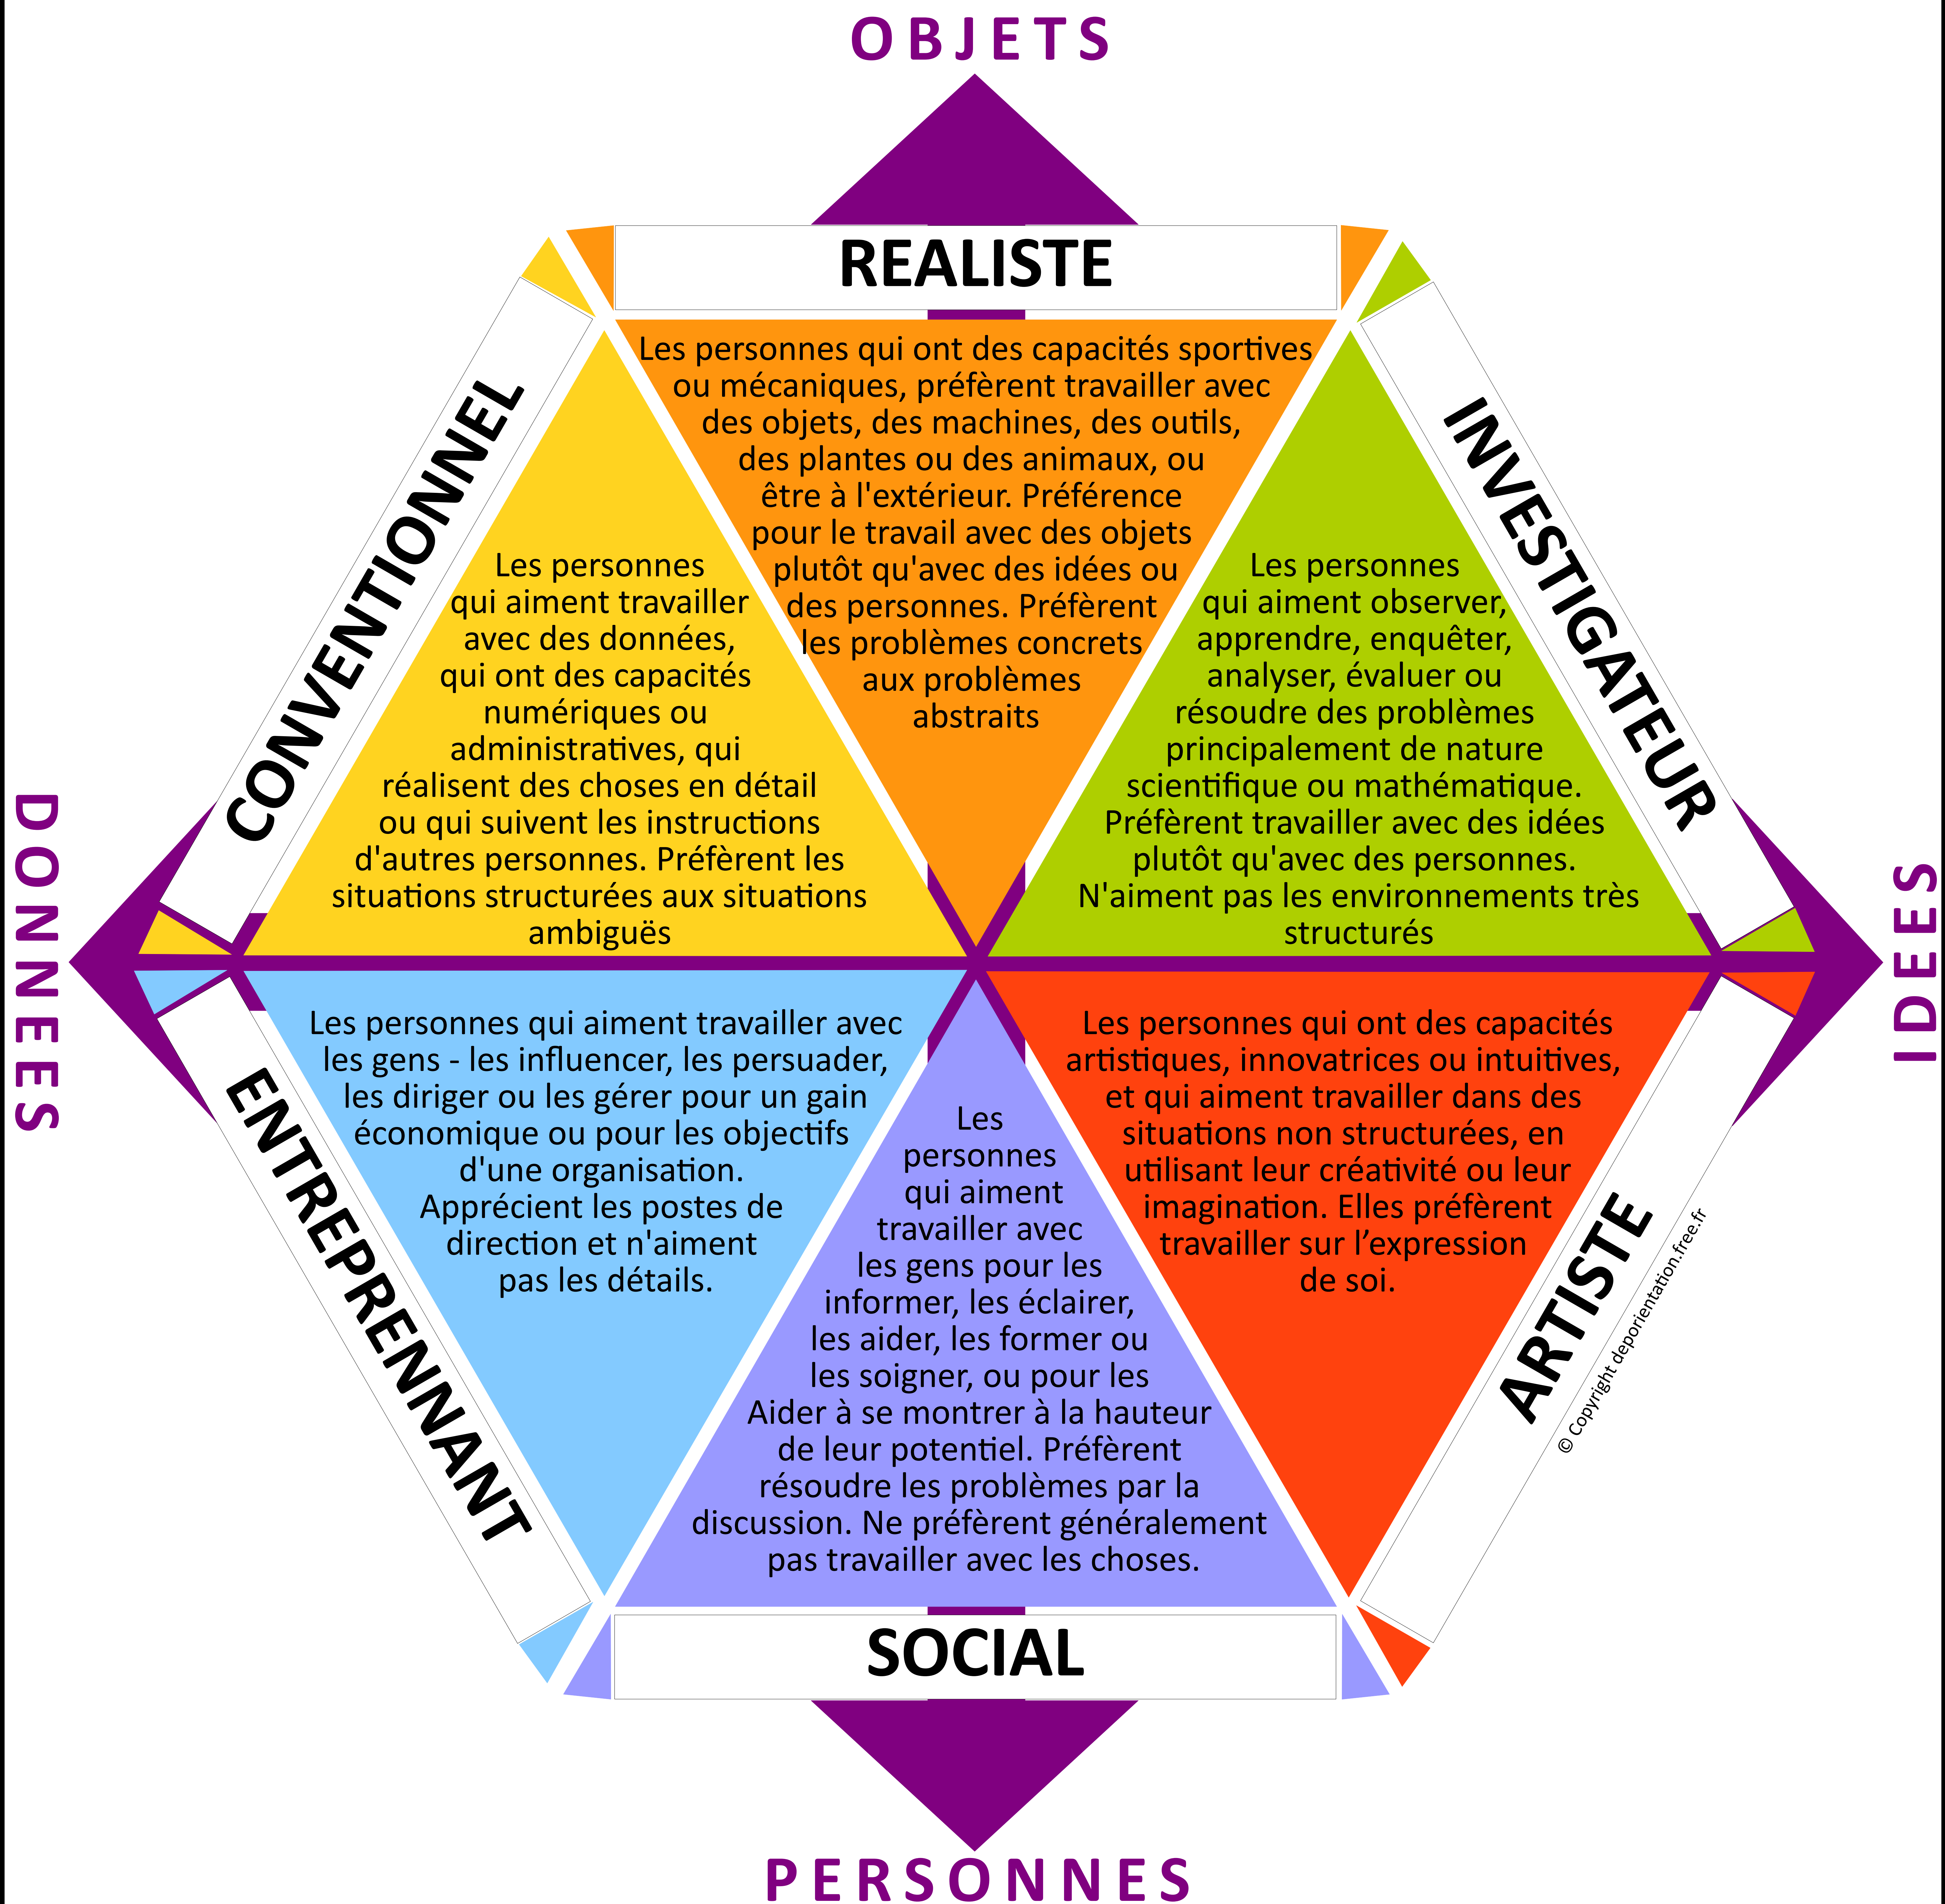 OBJETS
REALISTE
Les personnes qui ont des capacités sportives
ou mécaniques, préfèrent travailler avec
des objets, des machines, des outils,
des plantes ou des animaux, ou
être à l'extérieur. Préférence
pour le travail avec des objets
plutôt qu'avec des idées ou
des personnes. Préfèrent
les problèmes concrets
aux problèmes
abstraits
CONVENTIONNEL
Les personnes
qui aiment travailler
avec des données,
qui ont des capacités
numériques ou
administratives, qui
réalisent des choses en détail
ou qui suivent les instructions
d'autres personnes. Préfèrent les
situations structurées aux situations
ambiguës
INVESTIGATEUR
Les personnes
qui aiment observer,
apprendre, enquêter,
analyser, évaluer ou
résoudre des problèmes
principalement de nature
scientifique ou mathématique.
Préfèrent travailler avec des idées
plutôt qu'avec des personnes.
N'aiment pas les environnements très
structurés
DONNEES
IDEES
ENTREPRENNANT
Les personnes qui aiment travailler avec
les gens - les influencer, les persuader,
les diriger ou les gérer pour un gain
économique ou pour les objectifs
d'une organisation.
Apprécient les postes de
direction et n'aiment
pas les détails.
Les
personnes
qui aiment
travailler avec
les gens pour les
informer, les éclairer,
les aider, les former ou
les soigner, ou pour les
Aider à se montrer à la hauteur
de leur potentiel. Préfèrent
résoudre les problèmes par la
discussion. Ne préfèrent généralement
pas travailler avec les choses.
Les personnes qui ont des capacités
artistiques, innovatrices ou intuitives,
et qui aiment travailler dans des
situations non structurées, en
utilisant leur créativité ou leur
imagination. Elles préfèrent
travailler sur l’expression
de soi.
ARTISTE
© Copyright deporientation.free.fr
SOCIAL
PERSONNES